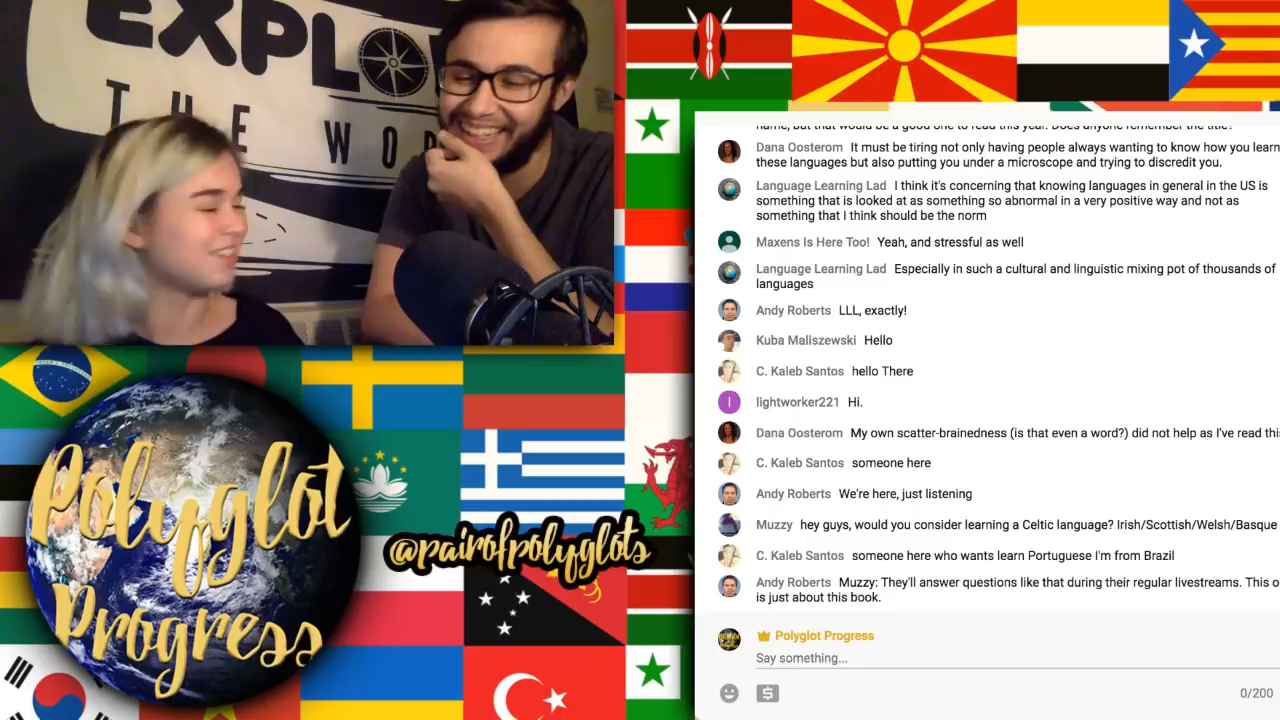 EXPLO
THE WOR
name, but that would be a good one to read this year. Does anyone remember the title?
Dana Oosterom It must be tiring not only having people always wanting to know how you learn
these languages but also putting you under a microscope and trying to discredit you.
Language Learning Lad I think it's concerning that knowing languages in general in the US is
something that is looked at as something so abnormal in a very positive way and not as
something that I think should be the norm
Maxens Is Here Too! Yeah, and stressful as well
Language Learning Lad Especially in such a cultural and linguistic mixing pot of thousands of
languages
Andy Roberts LLL, exactly!
Kuba Maliszewski Hello
C. Kaleb Santos hello There
I lightworker221 Hi.
Dana Oosterom My own scatter-brainedness (is that even a word?) did not help as I've read this
C. Kaleb Santos someone here
Andy Roberts We're here, just listening
Muzzy hey guys, would you consider learning a Celtic language? Irish/Scottish/Welsh/Basque
C. Kaleb Santos someone here who wants learn Portuguese I'm from Brazil
Andy Roberts Muzzy: They'll answer questions like that during their regular livestreams. This o
is just about this book.
Polyglot Progress
Say something...
0/200
Polyglot
Progress
@pairofpolyglots